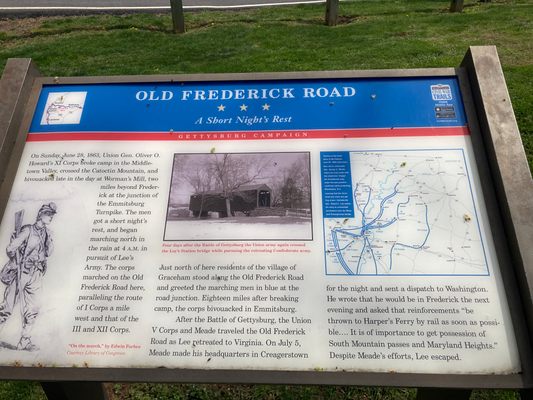 OLD FREDERICK ROAD
A Short Night's Rest
GETTYSBURG CAMPAIGN
On Sunday, June 28, 1863, Union Gen. Oliver O.
Howard's XI Corps broke camp in the Middle-
town Valley, crossed the Catoctin Mountain, and
bivouacked late in the day at Worman's Mill, two
miles beyond Freder-
ick at the junction of
the Emmitsburg
Turnpike. The men
got a short night's
rest, and began
marching north in
the rain at 4 A.M. in
pursuit of Lee's
Army. The corps
marched on the Old
Frederick Road here,
paralleling the route
of I Corps a mile
west and that of the
III and XII Corps.
"On the march," by Edwin Forbes
Courtesy Library of Congress
Four days after the Battle of Gettysburg the Union army again crossed
the Loy's Station bridge while pursuing the retreating Confederate army.
Just north of here residents of the village of
Graceham stood along the Old Frederick Road
and greeted the marching men in blue at the
road junction. Eighteen miles after breaking
camp, the corps bivouacked in Emmitsburg.
After the Battle of Gettysburg, the Union
V Corps and Meade traveled the Old Frederick
Road as Lee retreated to Virginia. On July 5,
Meade made his headquarters in Creagerstown
for the night and sent a dispatch to Washington.
He wrote that he would be in Frederick the next
evening and asked that reinforcements "be
thrown to Harper's Ferry by rail as soon as possi-
ble.... It is of importance to get possession of
South Mountain passes and Maryland Heights."
Despite Meade's efforts, Lee escaped.